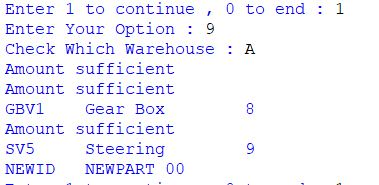 Enter 1 to continue , 0 to end : 1
Enter Your Option : 9
Check Which Warehouse : A
Amount sufficient
Amount sufficient
GBV1 Gear Box 8
Amount sufficient
SV5 Steering 9
NEWID NEWPART 00